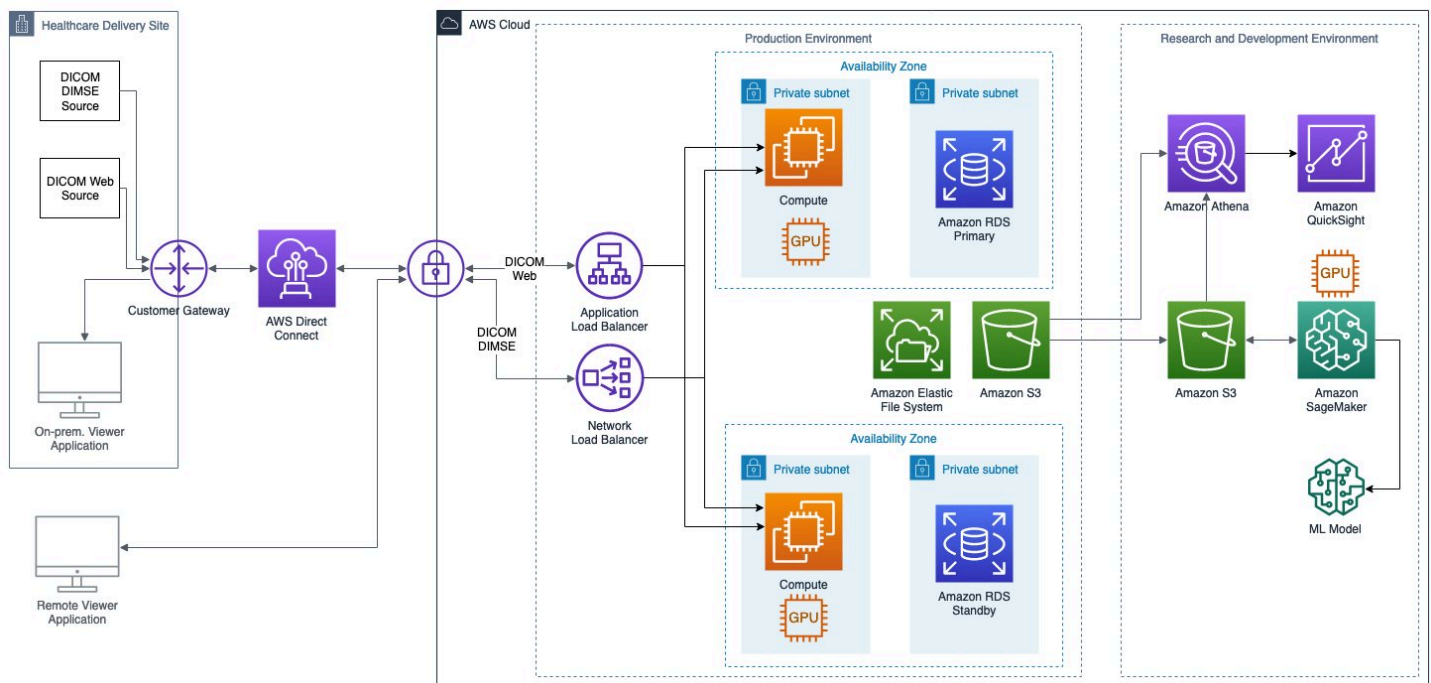 Healthcare Delivery Site
DICOM
DIMSE
Source
DICOM Web
Source
Customer Gateway
AWS Direct
Connect
On-prem. Viewer
Application
Remote Viewer
Application
AWS Cloud
DICOM
Web
DICOM
DIMSE
Production Environment
Application
Load Balancer
Network
Load Balancer
Availability Zone
Private subnet
Compute
GPU
Private subnet
Amazon RDS
Primary
Amazon Elastic
File System
Amazon S3
Availability Zone
Private subnet
Compute
GPU
Private subnet
Amazon RDS
Standby
Research and Development Environment
Amazon Athena
Amazon
QuickSight
GPU
Amazon S3
Amazon
SageMaker
ML Model